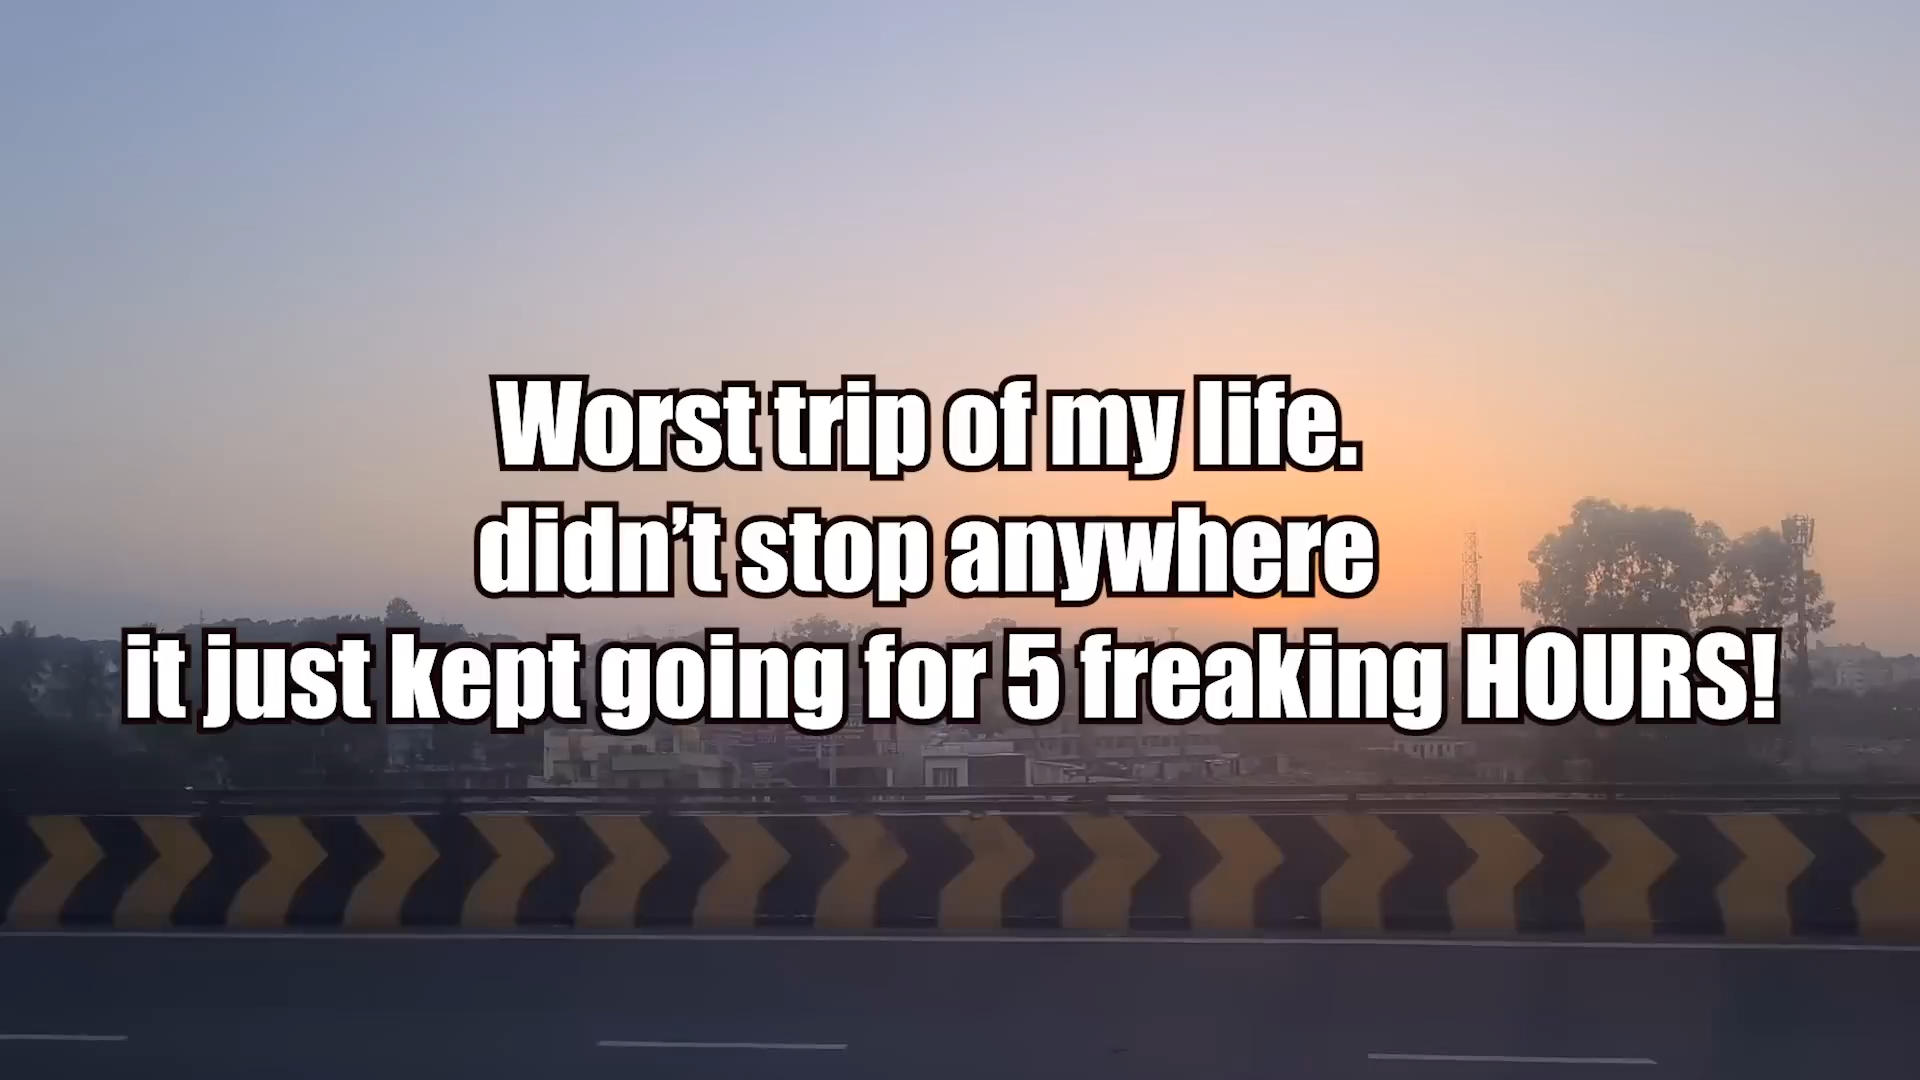 Worst trip of my life.
didn’t stop anywhere
it just kept going for 5 freaking HOURS!